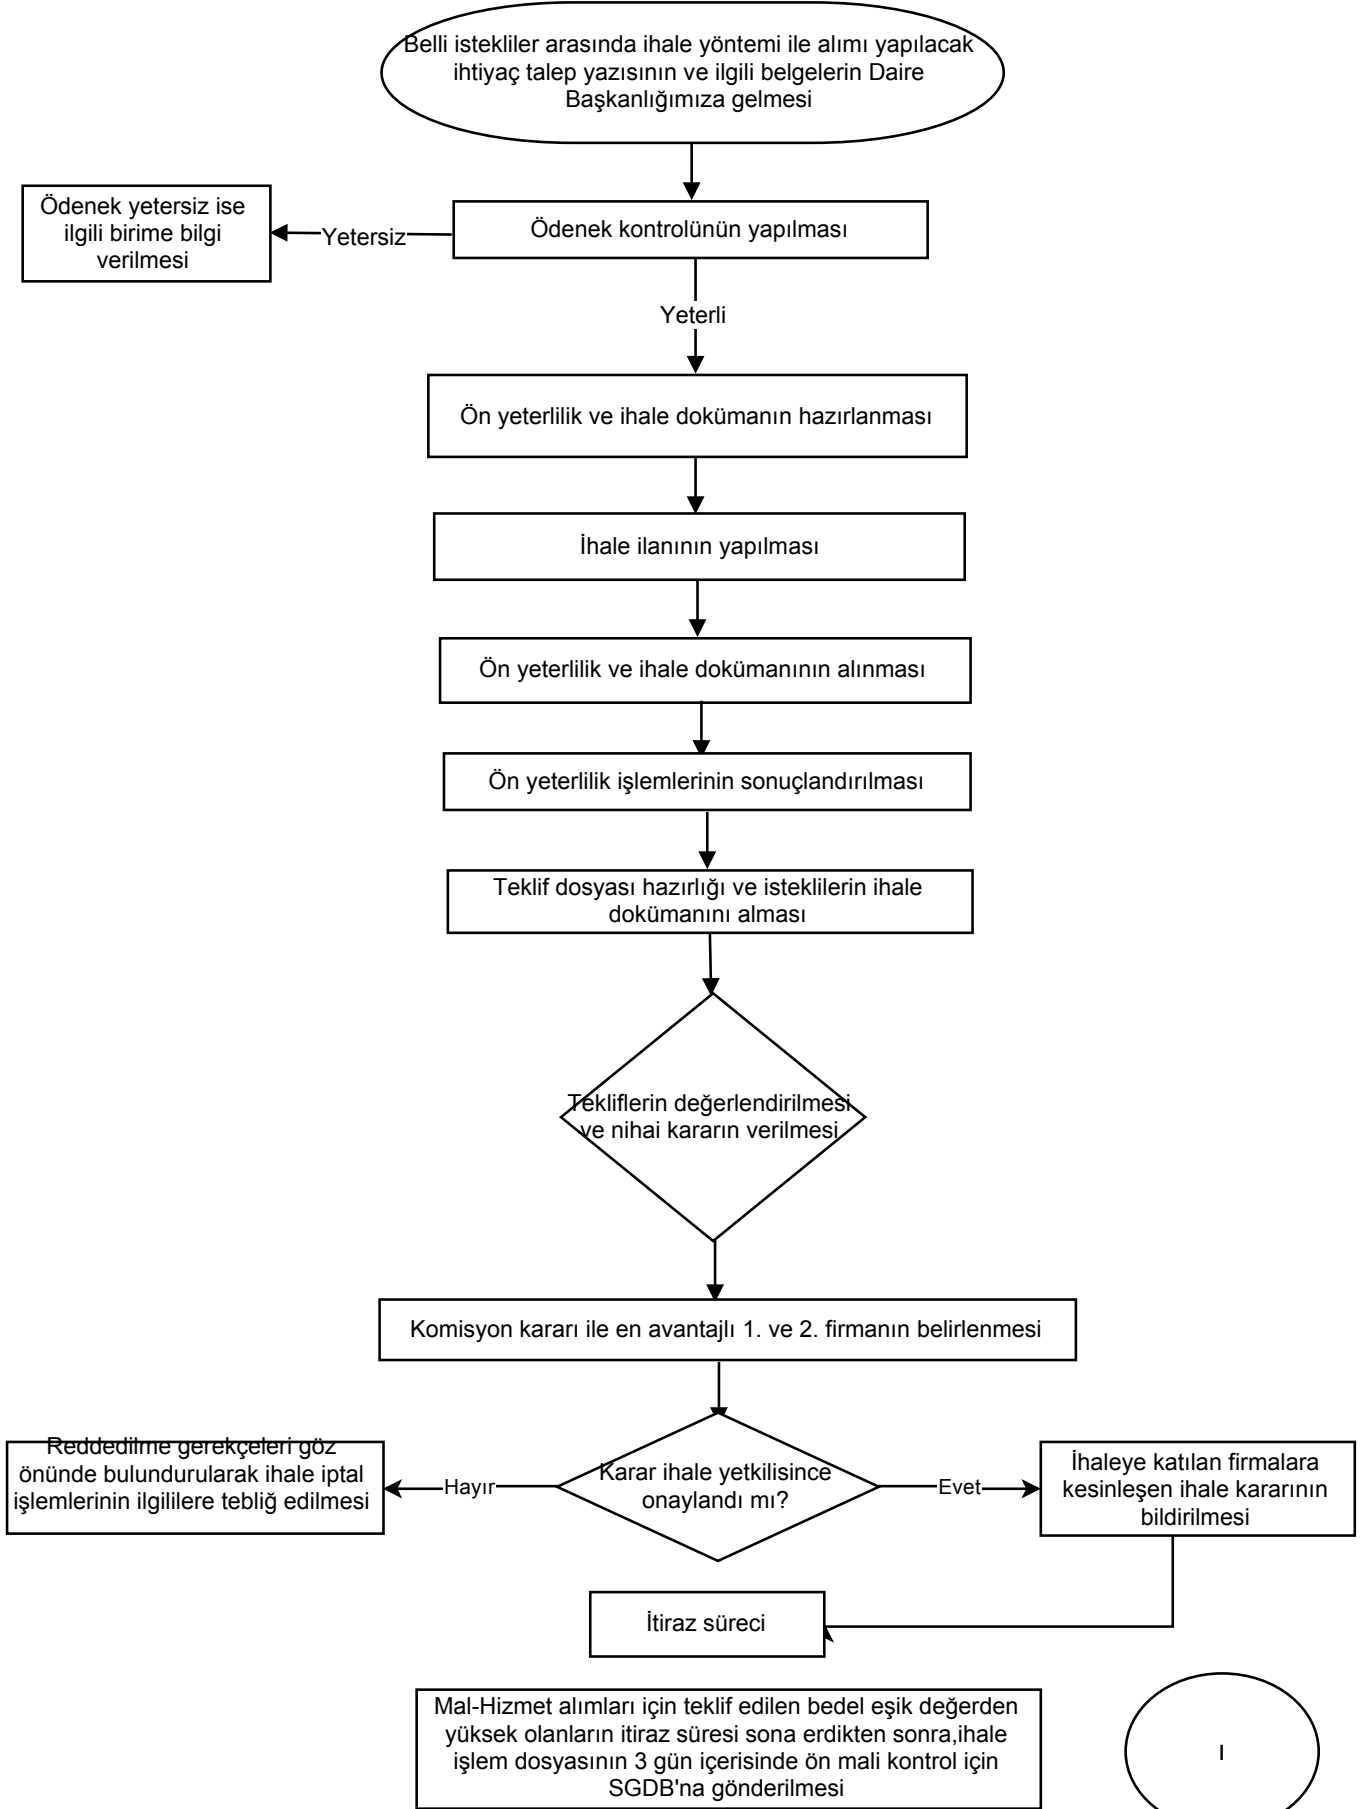 Belli istekliler arasında ihale yöntemi ile alımı yapılacak
ihtiyaç talep yazısının ve ilgili belgelerin Daire
Başkanlığımıza gelmesi
Ödenek yetersiz ise
ilgili birime bilgi
verilmesi
Yetersiz
Ödenek kontrolünün yapılması
Yeterli
Ön yeterlilik ve ihale dokümanın hazırlanması
İhale ilanının yapılması
Ön yeterlilik ve ihale dokümanının alınması
Ön yeterlilik işlemlerinin sonuçlandırılması
Teklif dosyası hazırlığı ve isteklilerin ihale
dokümanını alması
Tekliflerin değerlendirilmesi
ve nihai kararın verilmesi
Komisyon kararı ile en avantajlı 1. ve 2. firmanın belirlenmesi
Reddedilme gerekçeleri göz
önünde bulundurularak ihale iptal
işlemlerinin ilgililere tebliğ edilmesi
Hayır
Karar ihale yetkilisince
onaylandı mı?
Evet
İhaleye katılan firmalara
kesinleşen ihale kararının
bildirilmesi
İtiraz süreci
Mal-Hizmet alımları için teklif edilen bedel eşik değerden
yüksek olanların itiraz süresi sona erdikten sonra,ihale
işlem dosyasının 3 gün içerisinde ön mali kontrol için
SGDB'na gönderilmesi
I